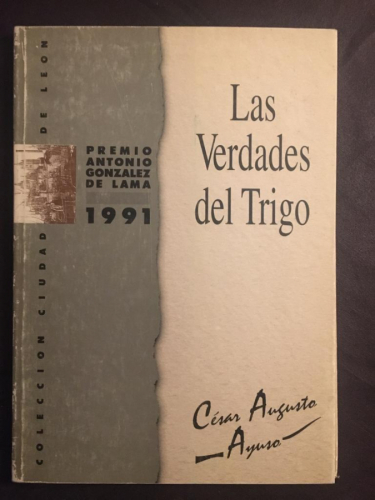 COLECCION CIUDAD DE LEON
PREMIO
ANTONIO
GONZALEZ
DE LAMA
1991
Las
Verdades
del Trigo
César Augusto
Ayuso